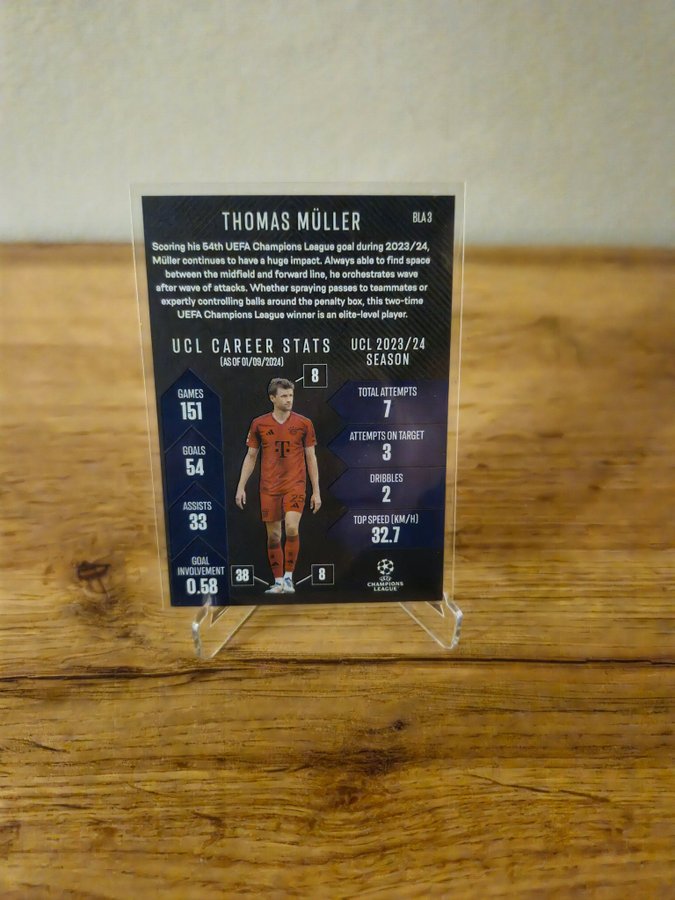 THOMAS MÜLLER
BLA 3
Scoring his 54th UEFA Champions League goal during 2023/24,
Müller continues to have a huge impact. Always able to find space
between the midfield and forward line, he orchestrates wave
after wave of attacks. Whether spraying passes to teammates or
expertly controlling balls around the penalty box, this two-time
UEFA Champions League winner is an elite-level player.
UCL CAREER STATS
(AS OF 01/09/2024)
UCL 2023/24
SEASON
8
GAMES
151
GOALS
54
ASSISTS
33
GOAL
INVOLVEMENT
0.58
TOTAL ATTEMPTS
7
ATTEMPTS ON TARGET
3
DRIBBLES
2
TOP SPEED (KM/H)
32.7
T
25
38
8
CHAMPIONS
LEAGUE